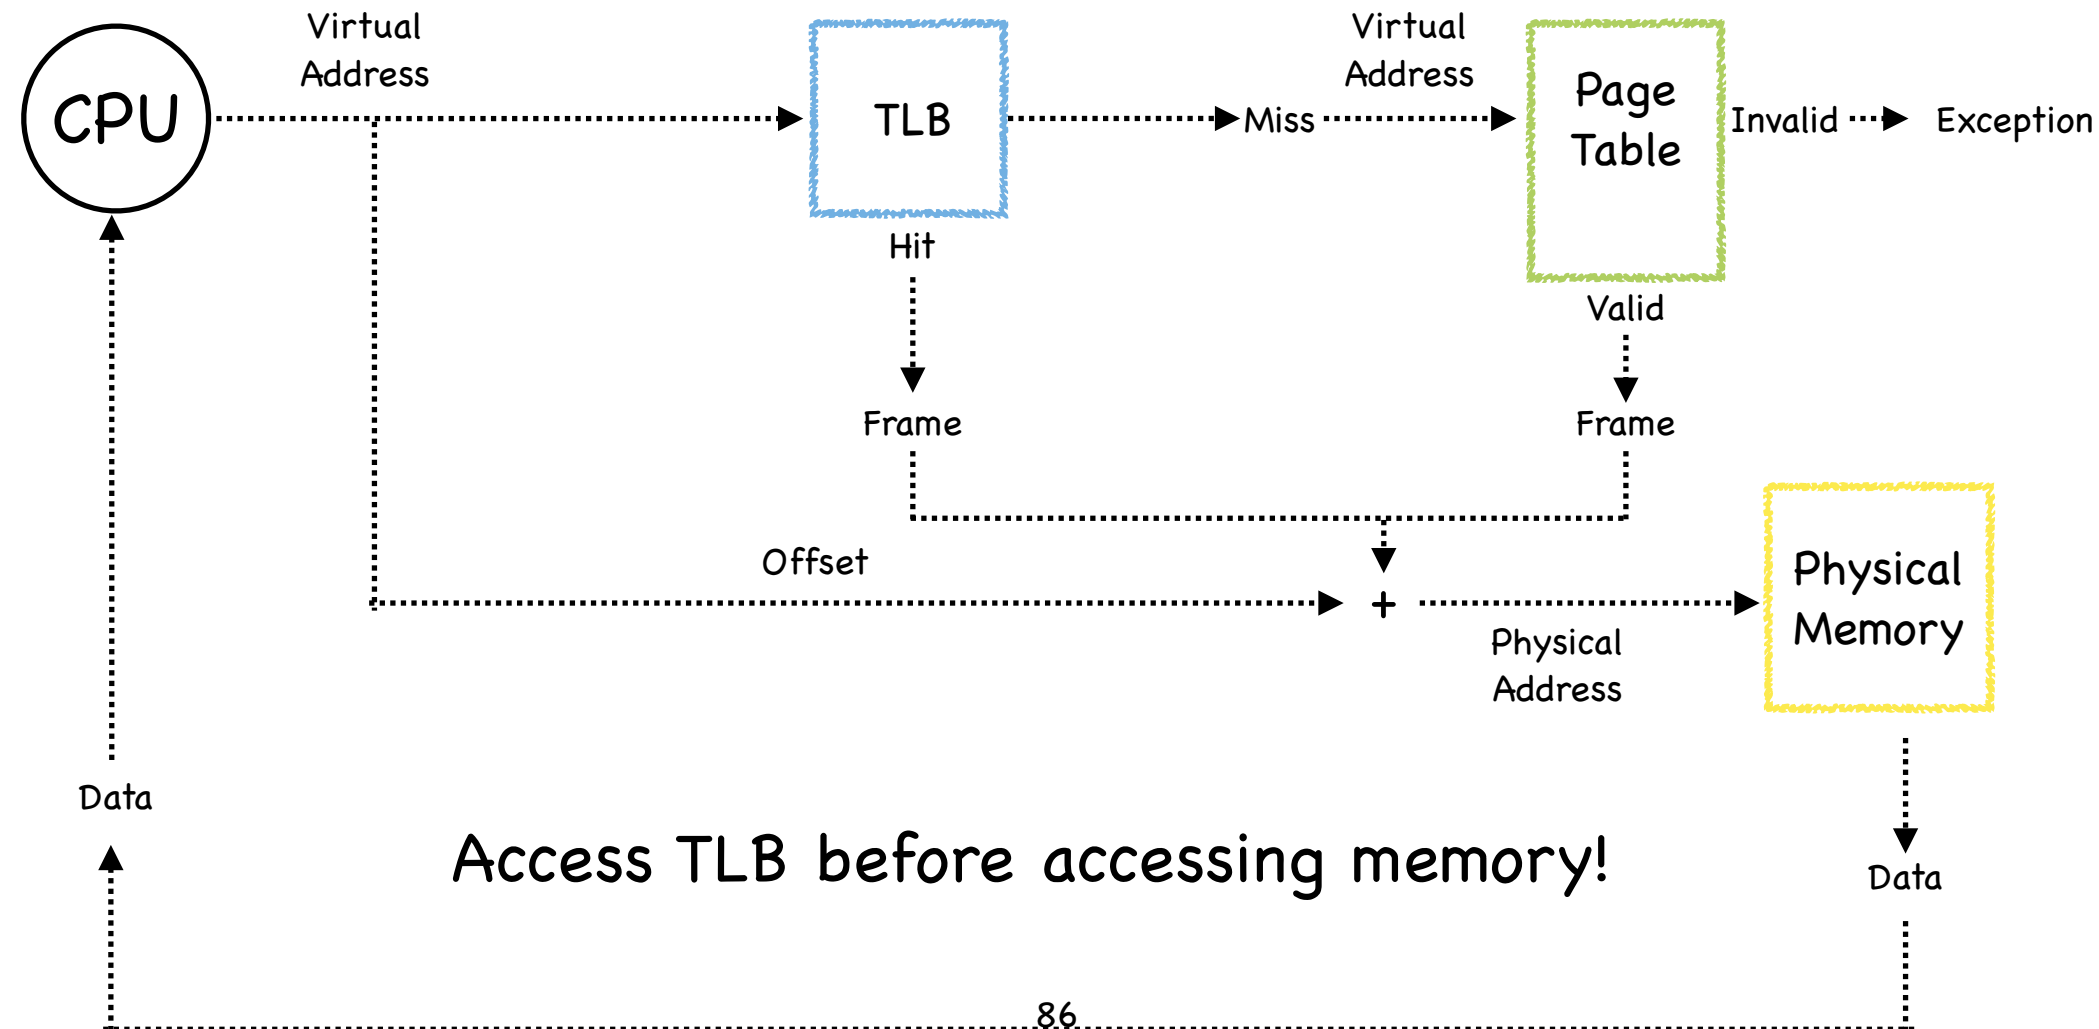 Virtual
Address
Virtual
Address
CPU
TLB
Miss
Page
Table
Invalid
Exception
Hit
Valid
Frame
Frame
Offset
+
Physical
Memory
Physical
Address
Data
Access TLB before accessing memory!
Data
86